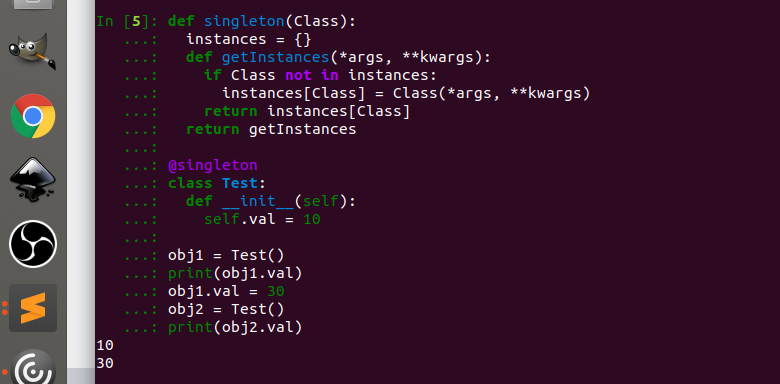 In [5]: def singleton(Class):
   ...:   instances = {}
   ...:   def getInstances(*args, **kwargs):
   ...:     if Class not in instances:
   ...:       instances[Class] = Class(*args, **kwargs)
   ...:     return instances[Class]
   ...:   return getInstances
   ...:
   ...: @singleton
   ...: class Test:
   ...:   def __init__(self):
   ...:     self.val = 10
   ...:
   ...: obj1 = Test()
   ...: print(obj1.val)
   ...: obj1.val = 30
   ...: obj2 = Test()
   ...: print(obj2.val)
10
30